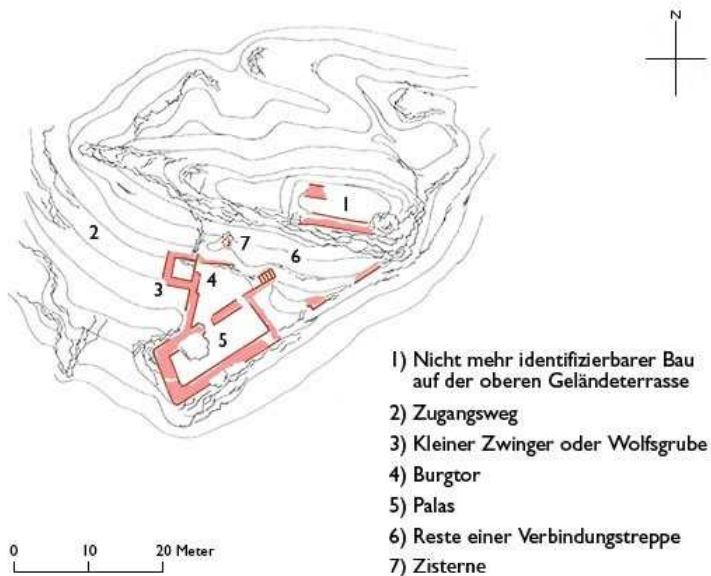 N
1
2
7
6
3
4
5
1) Nicht mehr identifizierbarer Bau
auf der oberen Geländeterrasse
2) Zugangsweg
3) Kleiner Zwinger oder Wolfsgrube
4) Burgtor
5) Palas
6) Reste einer Verbindungstreppe
7) Zisterne
0 10 20 Meter